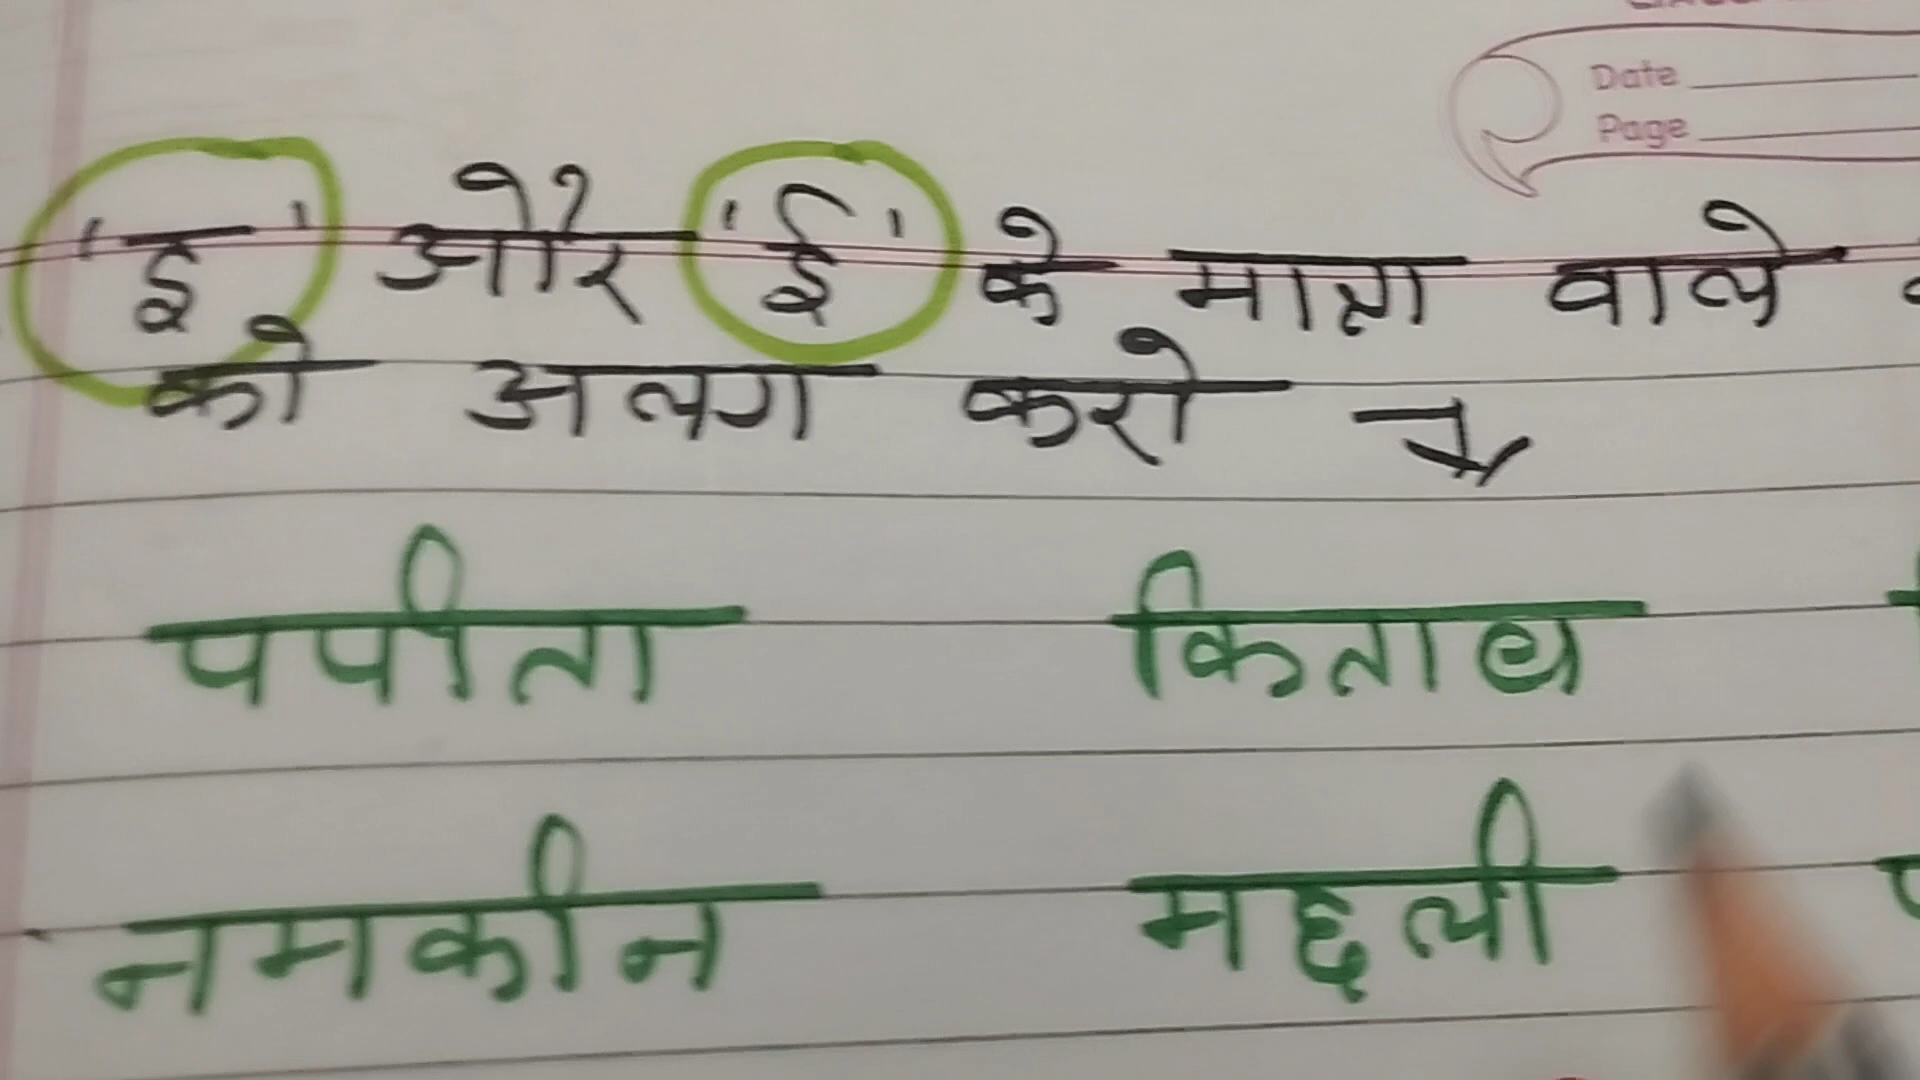 Date
Page
'इ' और 'ई' के मात्रा वाले
को अलग करो
पपीता किताब
नमकीन मछली